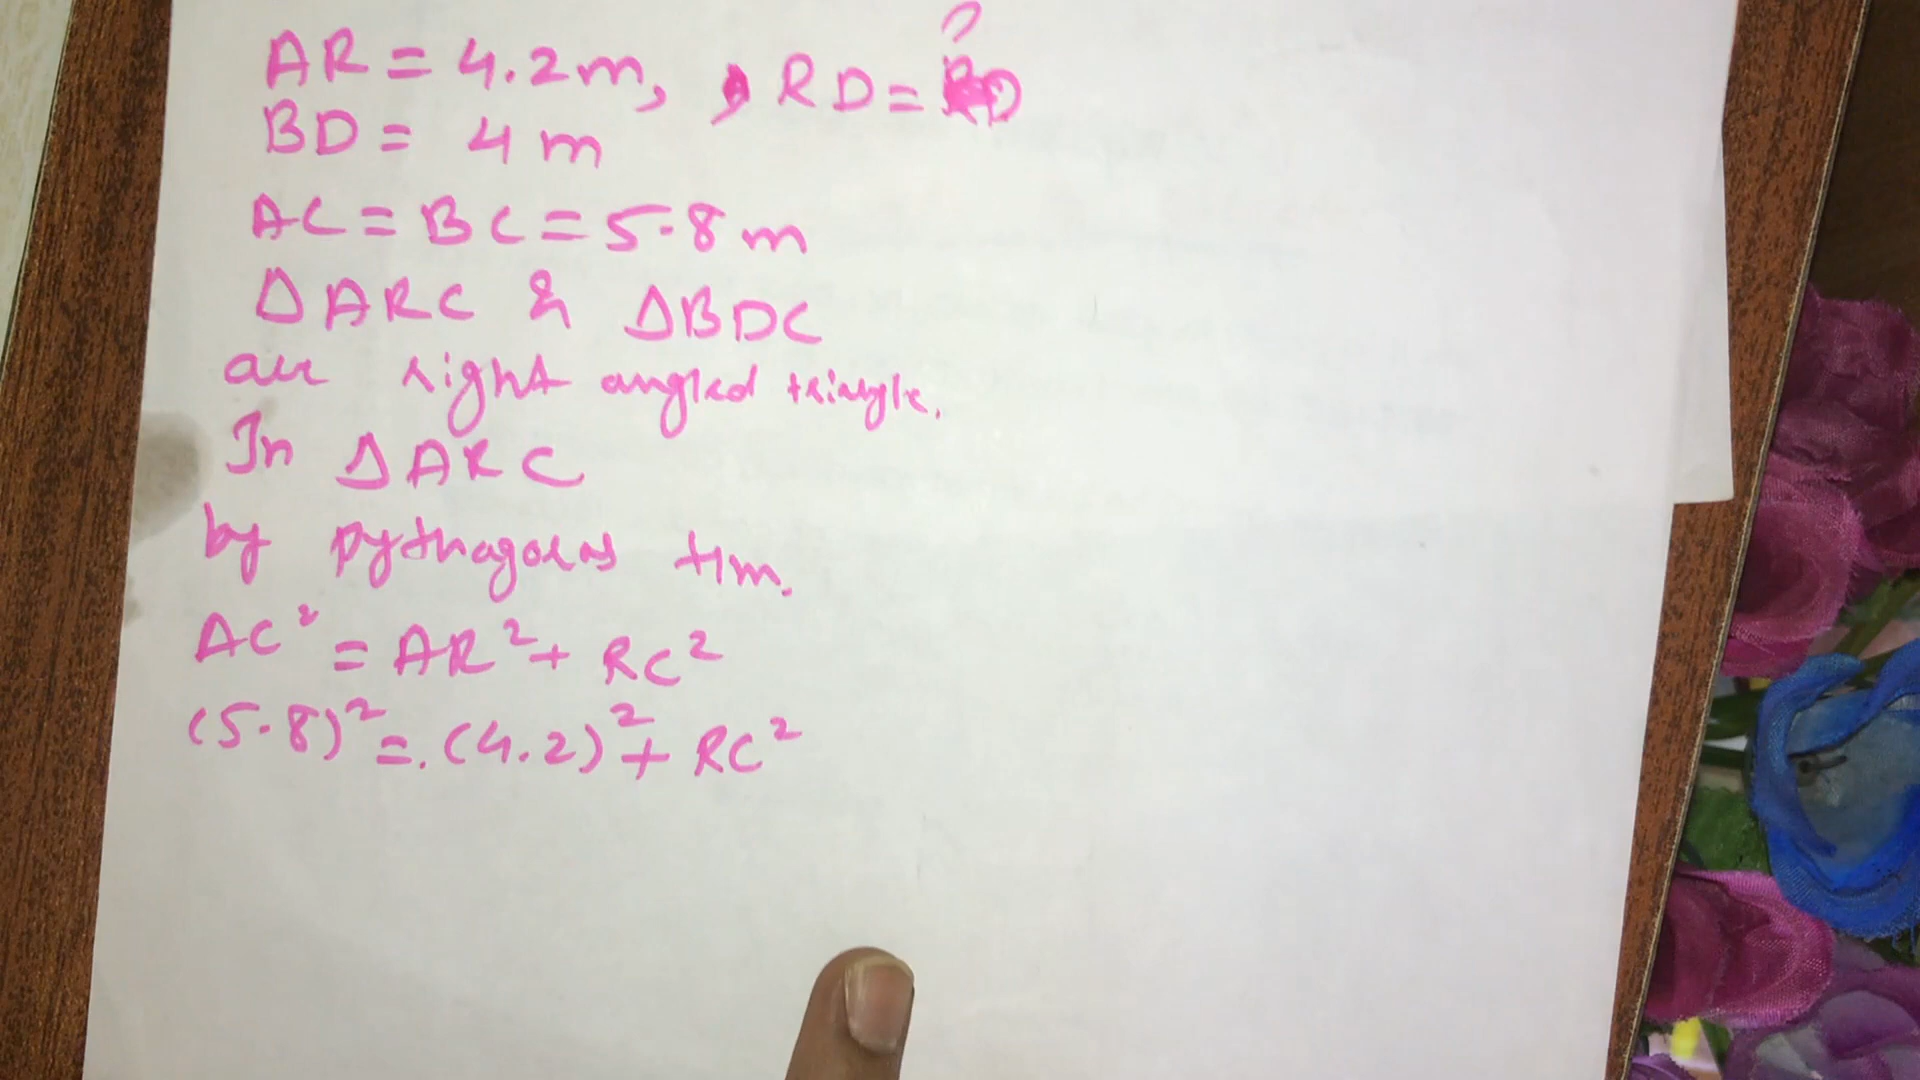 AR = 4.2m, , RD = ?
BD = 4 m
AC = BC = 5.8 m
Δ ARC & ΔBDC
are right angled triangle.
In ΔARC
by pythagoras thm.
AC² = AR² + RC²
(5.8)² = . (4.2)² + RC²